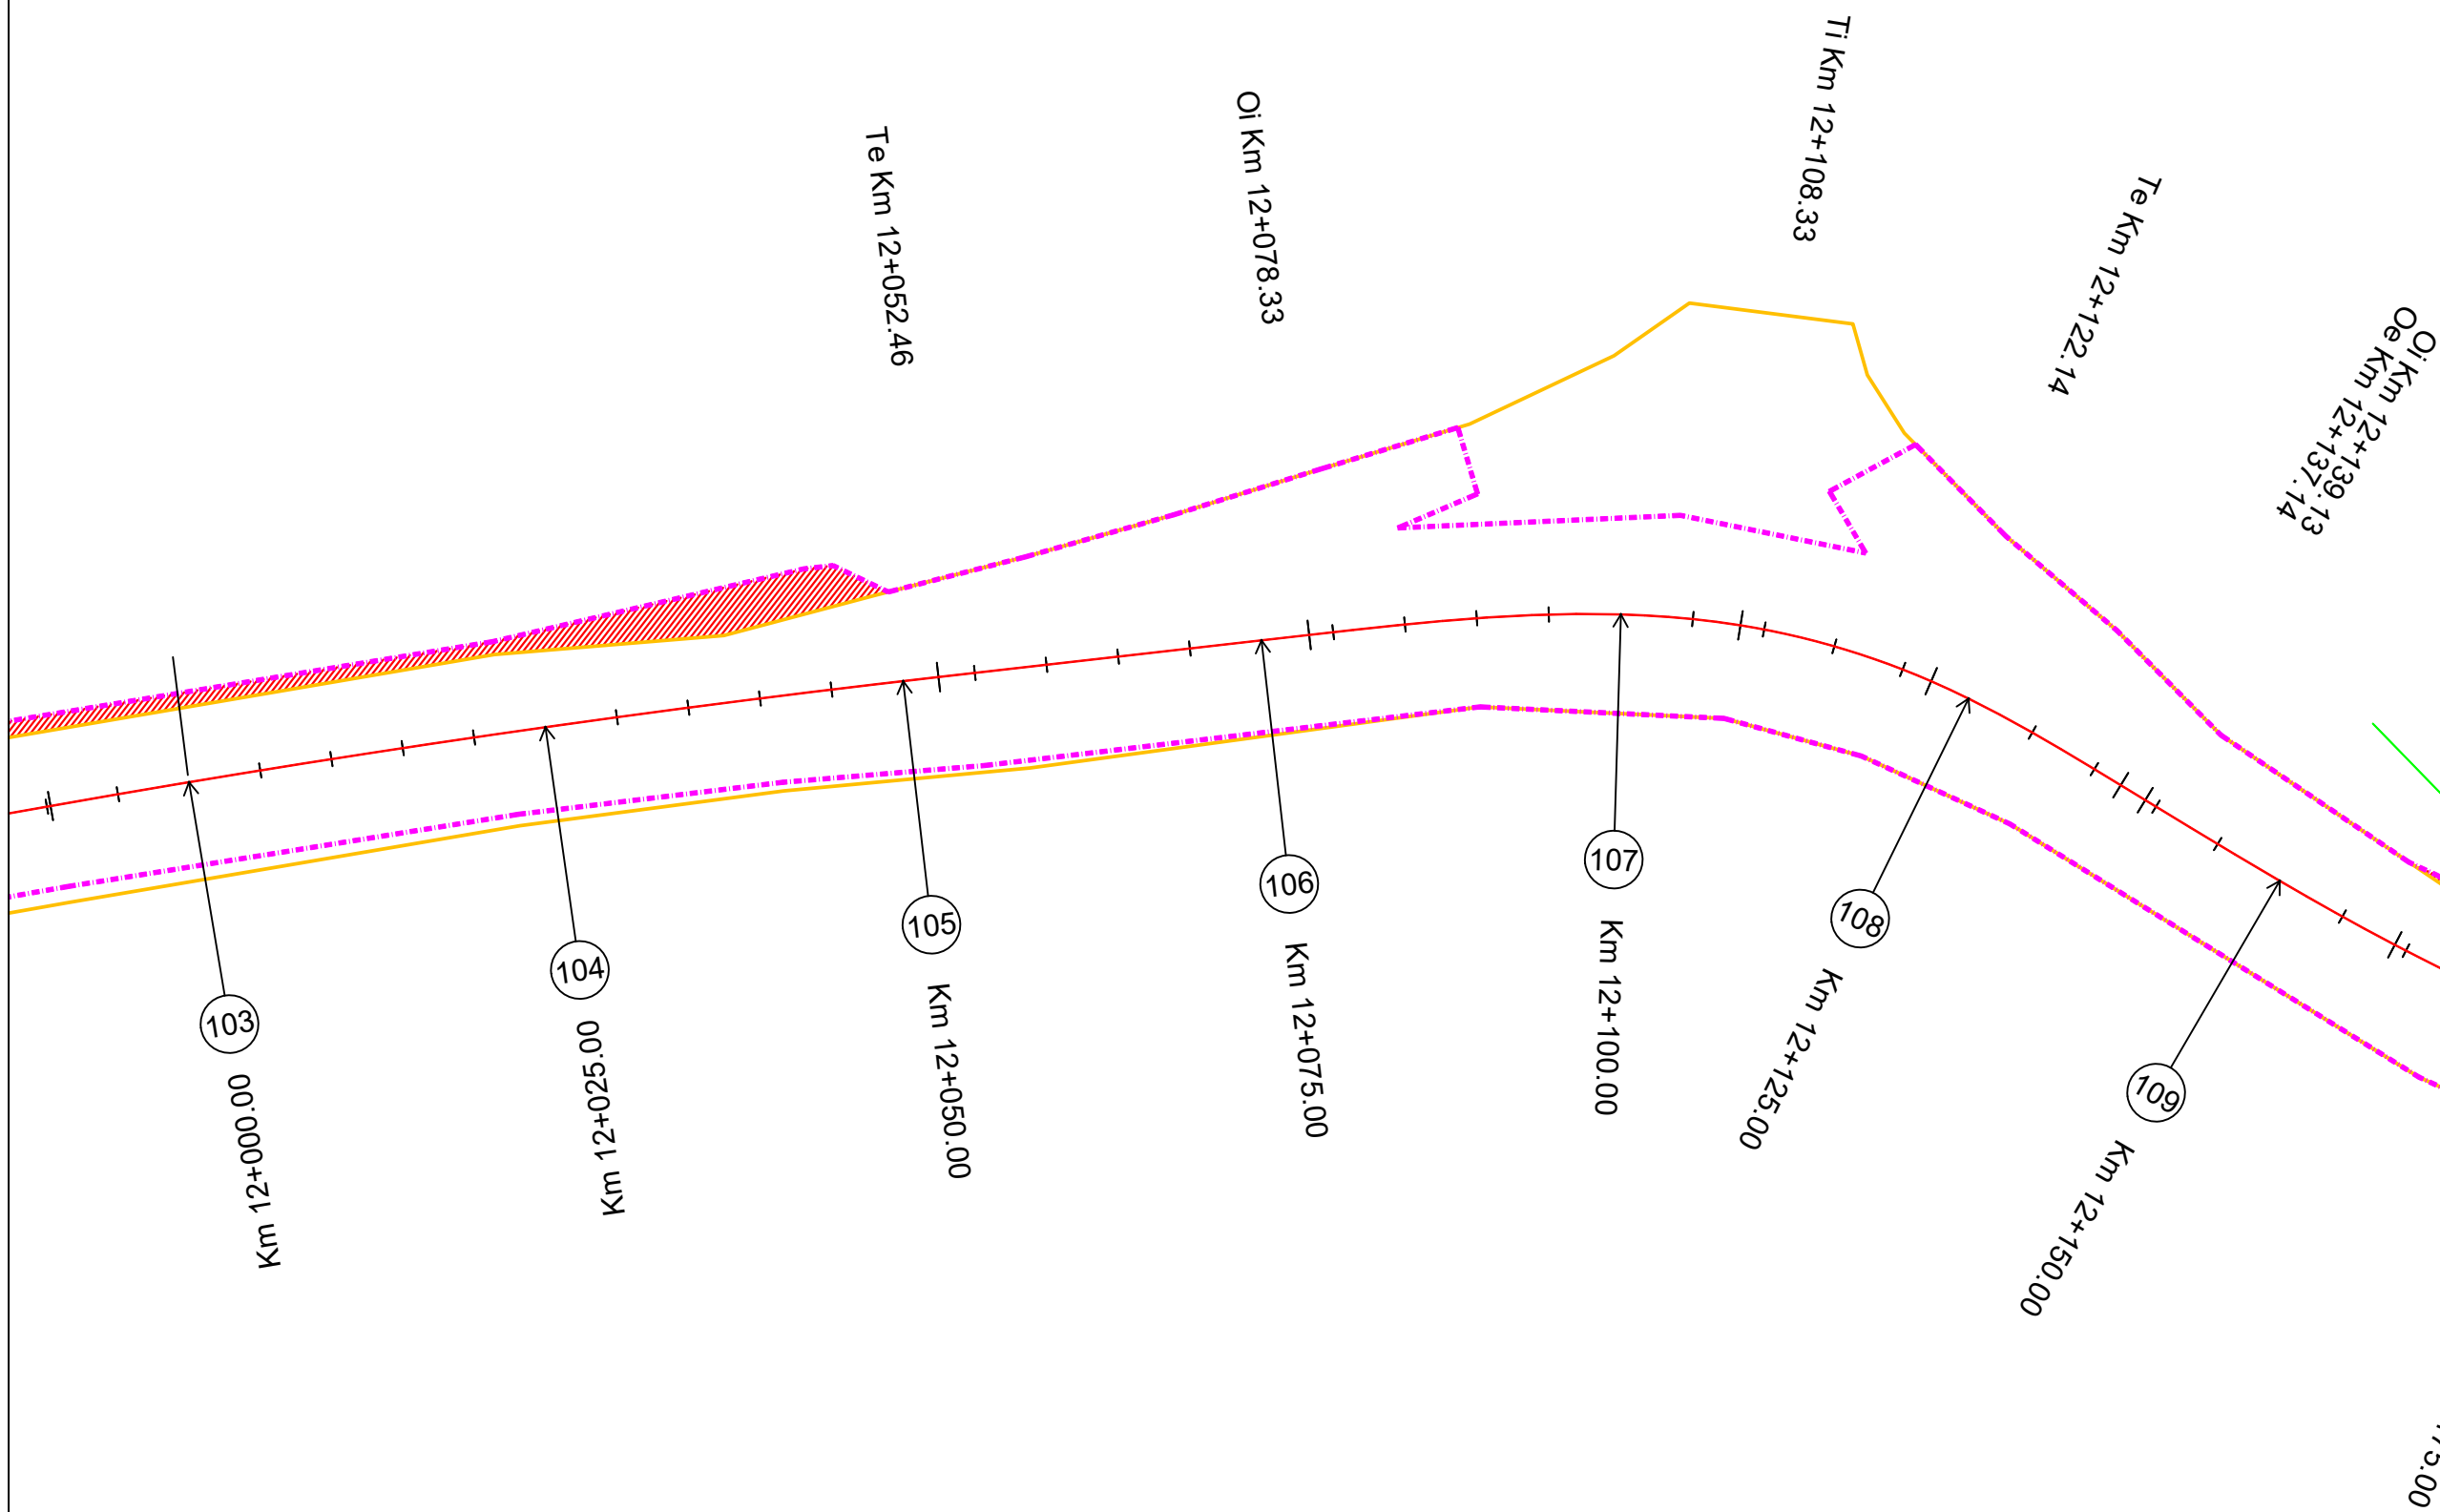 Te Km 12+052.46
Oi Km 12+078.33
Ti Km 12+108.33
Te Km 12+122.14
Oi Km 12+139.13
Oe Km 12+137.14
103 Km 12+000.00
104 Km 12+025.00
105 Km 12+050.00
106 Km 12+075.00
107 Km 12+100.00
108 Km 12+125.00
109 Km 12+150.00
175.00